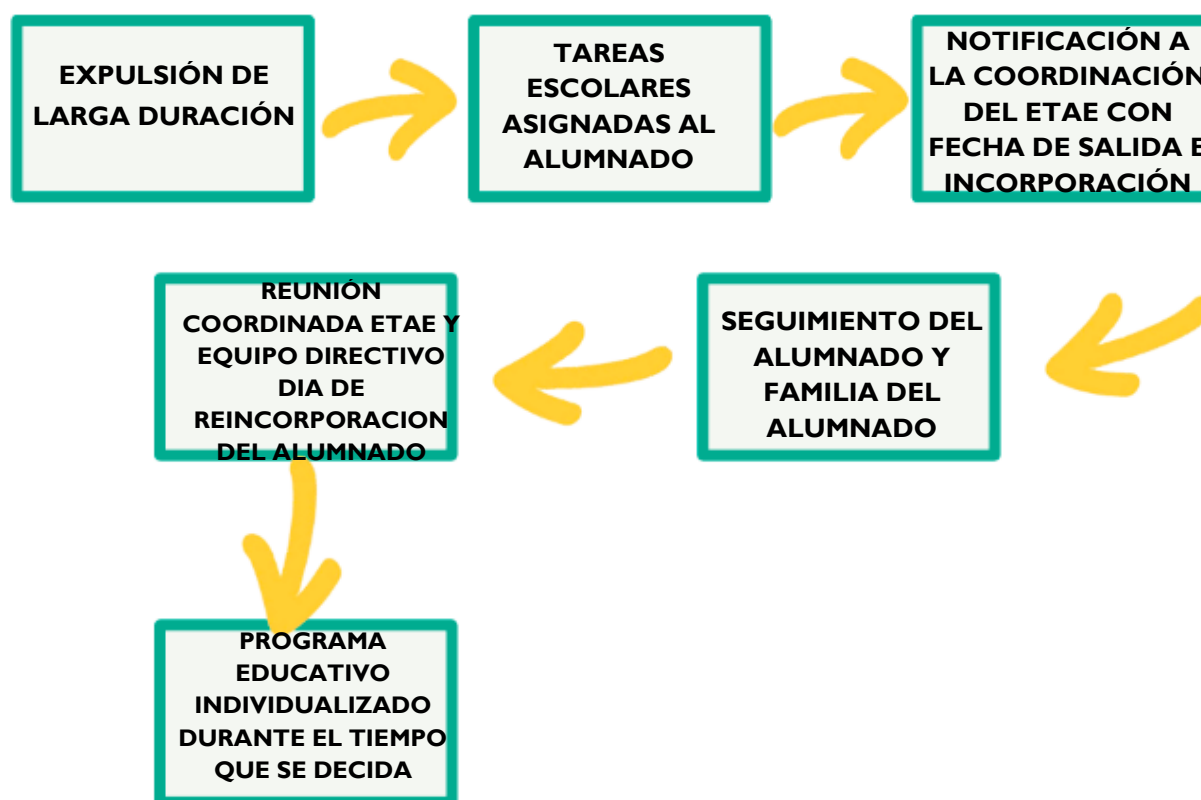 EXPULSIÓN DE
LARGA DURACIÓN
TAREAS
ESCOLARES
ASIGNADAS AL
ALUMNADO
NOTIFICACIÓN A
LA COORDINACIÓN
DEL ETAE CON
FECHA DE SALIDA E
INCORPORACIÓN
SEGUIMIENTO DEL
ALUMNADO Y
FAMILIA DEL
ALUMNADO
REUNIÓN
COORDINADA ETAE Y
EQUIPO DIRECTIVO
DIA DE
REINCORPORACION
DEL ALUMNADO
PROGRAMA
EDUCATIVO
INDIVIDUALIZADO
DURANTE EL TIEMPO
QUE SE DECIDA